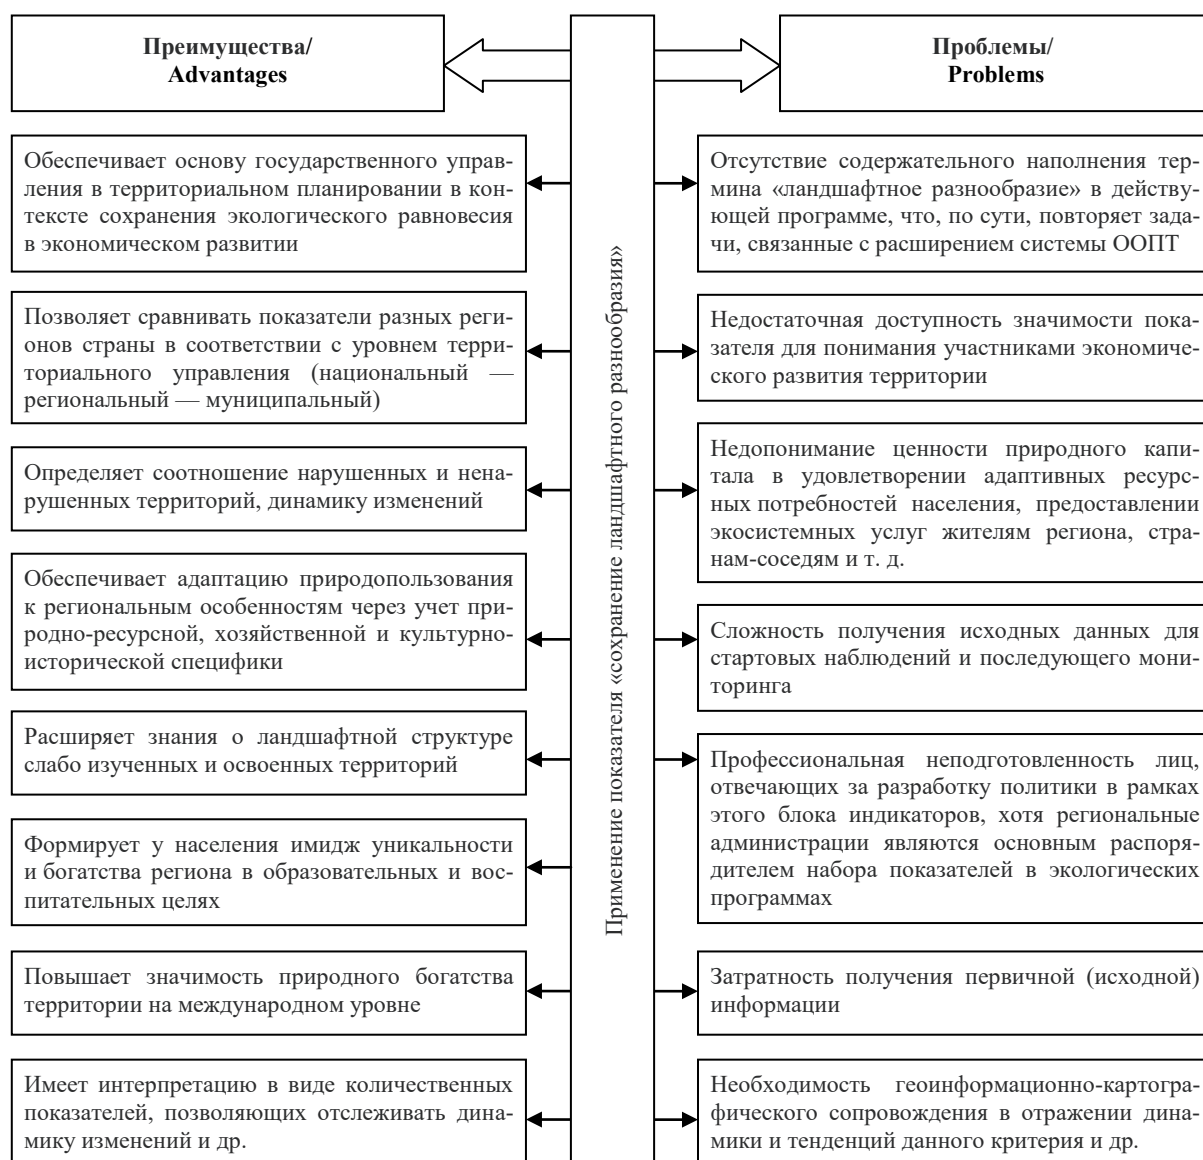 Преимущества/
Advantages
Обеспечивает основу государственного управ-
ления в территориальном планировании в кон-
тексте сохранения экологического равновесия
в экономическом развитии
Позволяет сравнивать показатели разных реги-
онов страны в соответствии с уровнем терри-
ториального управления (национальный —
региональный — муниципальный)
Определяет соотношение нарушенных и нена-
рушенных территорий, динамику изменений
Обеспечивает адаптацию природопользования
к региональным особенностям через учет при-
родно-ресурсной, хозяйственной и культурно-
исторической специфики
Расширяет знания о ландшафтной структуре
слабо изученных и освоенных территорий
Формирует у населения имидж уникальности
и богатства региона в образовательных и вос-
питательных целях
Повышает значимость природного богатства
территории на международном уровне
Имеет интерпретацию в виде количественных
показателей, позволяющих отслеживать дина-
мику изменений и др.
Применение показателя «сохранение ландшафтного разнообразия»
Проблемы/
Problems
Отсутствие содержательного наполнения тер-
мина «ландшафтное разнообразие» в действу-
ющей программе, что, по сути, повторяет зада-
чи, связанные с расширением системы ООПТ
Недостаточная доступность значимости пока-
зателя для понимания участниками экономиче-
ского развития территории
Недопонимание ценности природного капи-
тала в удовлетворении адаптивных ресурс-
ных потребностей населения, предоставлении
экосистемных услуг жителям региона, стра-
нам-соседям и т. д.
Сложность получения исходных данных для
стартовых наблюдений и последующего мони-
торинга
Профессиональная неподготовленность лиц,
отвечающих за разработку политики в рамках
этого блока индикаторов, хотя региональные
администрации являются основным распоря-
дителем набора показателей в экологических
программах
Затратность получения первичной (исходной)
информации
Необходимость геоинформационно-картогра-
фического сопровождения в отражении дина-
мики и тенденций данного критерия и др.